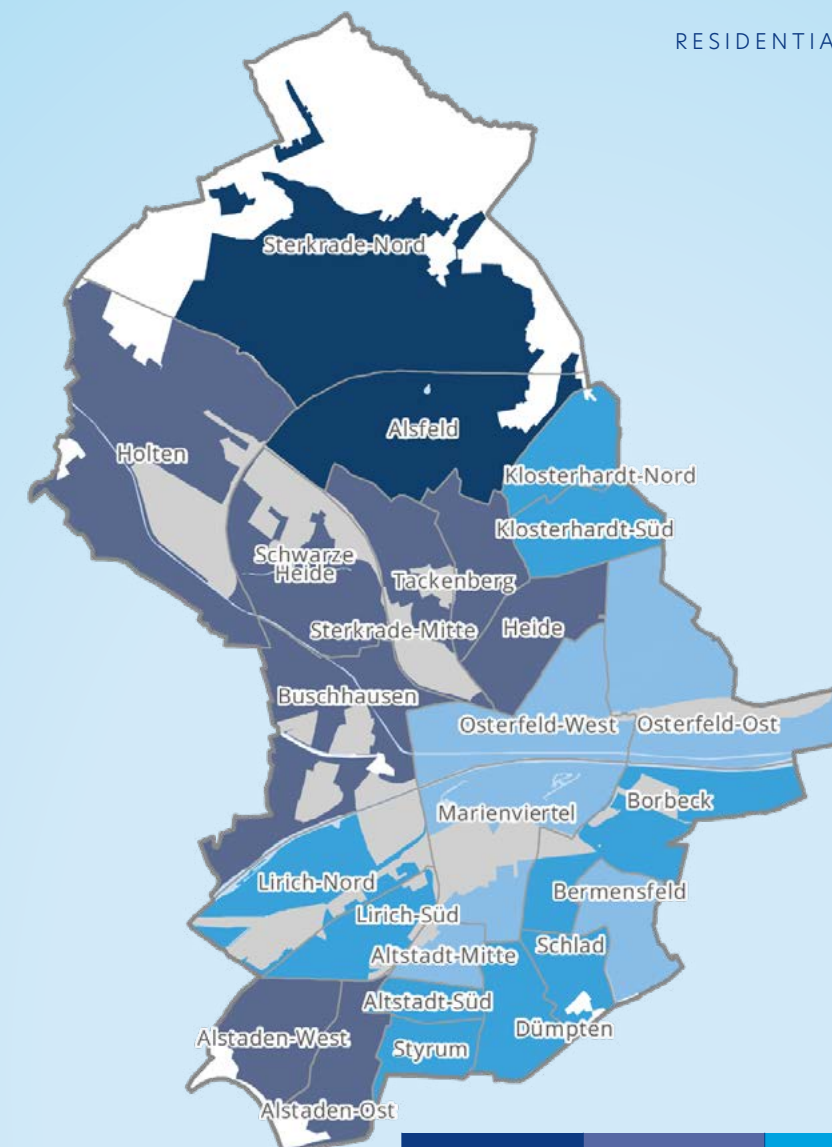 RESIDENTIA
Sterkrade-Nord
Alsfeld
Holten
Klosterhardt-Nord
Klosterhardt-Süd
Schwarze
Heide
Tackenberg
Sterkrade-Mitte
Heide
Buschhausen
Osterfeld-West
Osterfeld-Ost
Borbeck
Marienviertel
Lirich-Nord
Bermensfeld
Lirich-Süd
Schlad
Altstadt-Mitte
Altstadt-Süd
Dümpten
Alstaden-West
Styrum
Alstaden-Ost